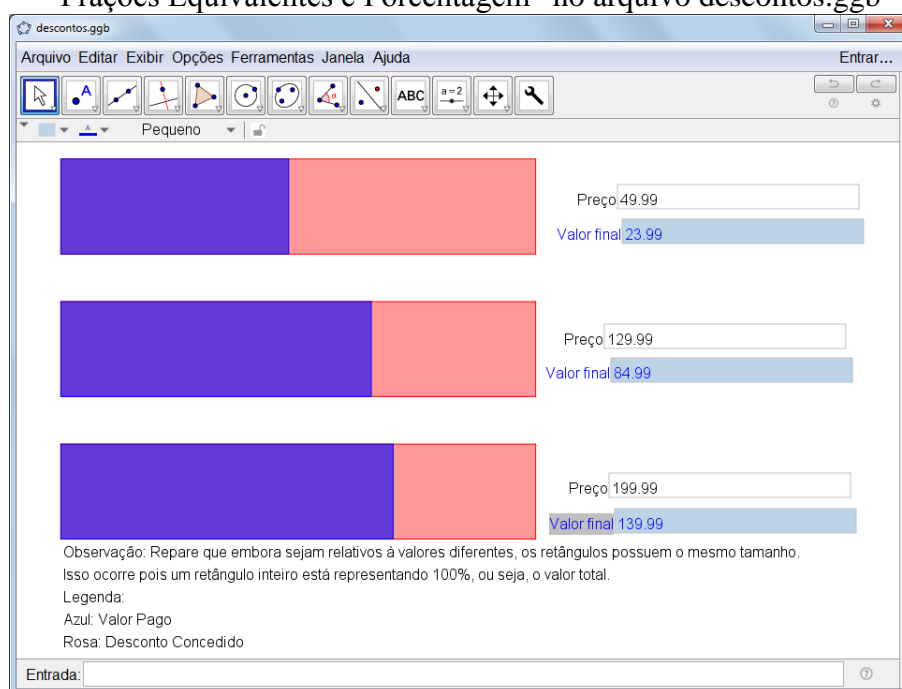 Frações Equivalentes e Porcentagem" no arquivo descontos.ggb
descontos.ggb
Arquivo Editar Exibir Opções Ferramentas Janela Ajuda Entrar...
A ABC a=2
A Pequeno
Preço 49.99
Valor final 23.99
Preço 129.99
Valor final 84.99
Preço 199.99
Valor final 139.99
Observação: Repare que embora sejam relativos à valores diferentes, os retângulos possuem o mesmo tamanho.
Isso ocorre pois um retângulo inteiro está representando 100%, ou seja, o valor total.
Legenda:
Azul: Valor Pago
Rosa: Desconto Concedido
Entrada: